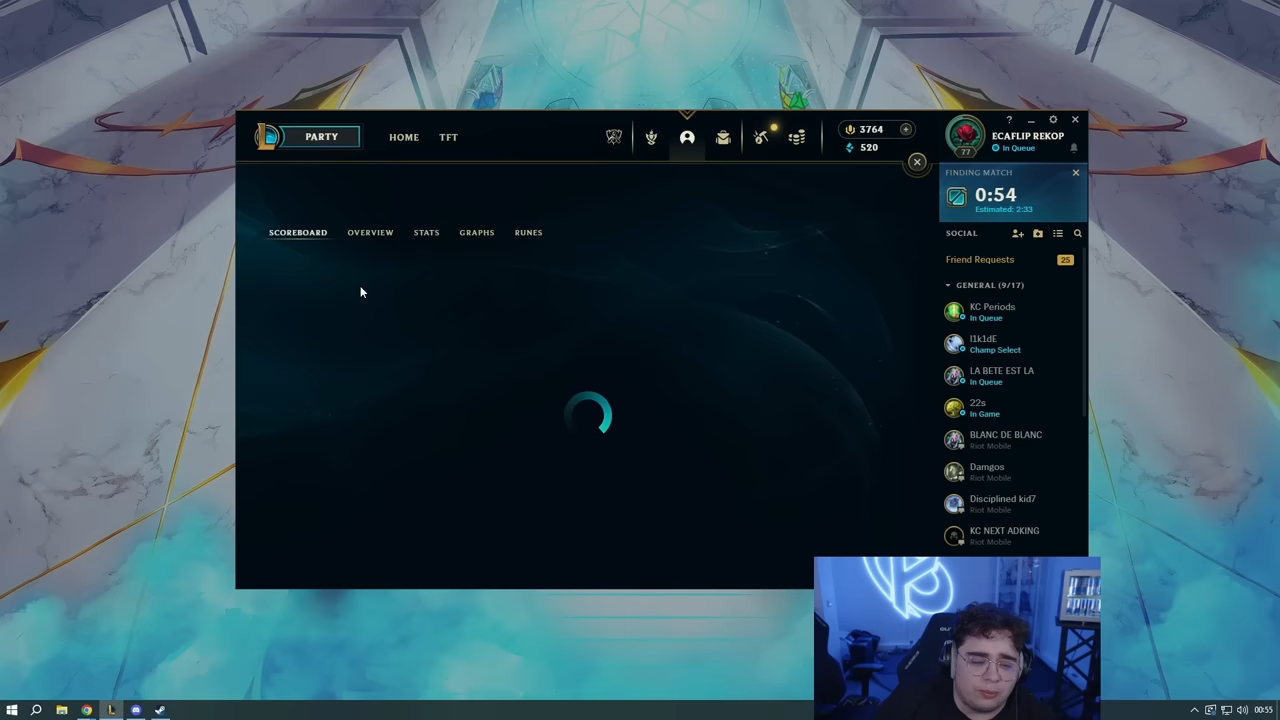 PARTY
HOME
TFT
3764
520
77
ECAFLIP REKOP
In Queue
FINDING MATCH
0:54
Estimated: 2:33
SCOREBOARD
OVERVIEW
STATS
GRAPHS
RUNES
SOCIAL
Friend Requests
25
GENERAL (9/17)
KC Periods
In Queue
l1k1dE
Champ Select
LA BETE EST LA
In Queue
22s
In Game
BLANC DE BLANC
Riot Mobile
Damgos
Riot Mobile
Disciplined kid7
Riot Mobile
KC NEXT ADKING
Riot Mobile
00:55